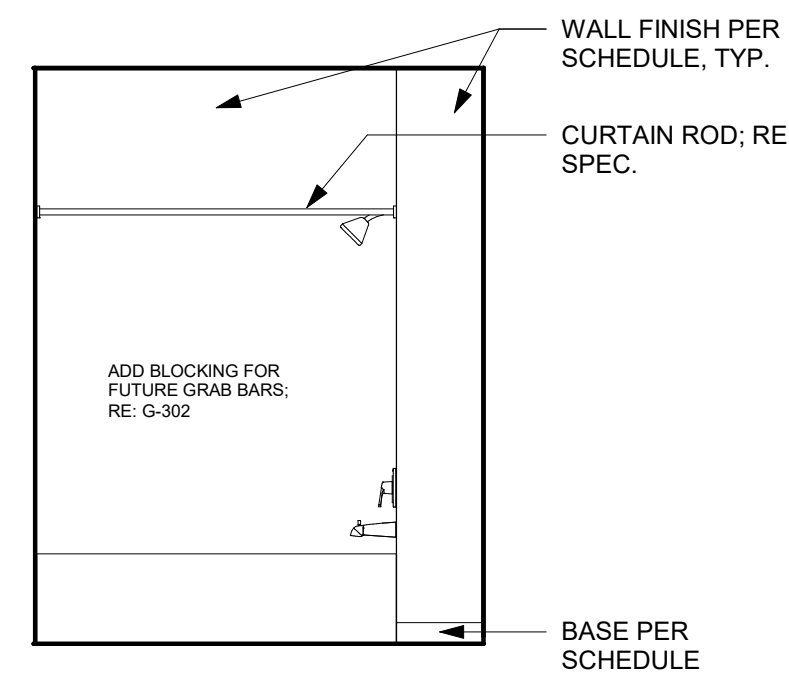 WALL FINISH PER
SCHEDULE, TYP.
CURTAIN ROD; RE
SPEC.
ADD BLOCKING FOR
FUTURE GRAB BARS;
RE: G-302
BASE PER
SCHEDULE